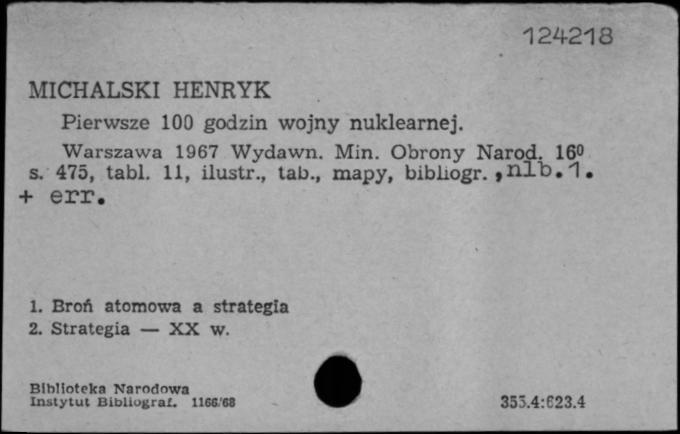 124218
MICHALSKI HENRYK
Pierwsze 100 godzin wojny nuklearnej.
Warszawa 1967 Wydawn. Min. Obrony Narod. 16⁰
s. 475, tabl. 11, ilustr., tab., mapy, bibliogr. ,nlb.1.
+ err.
1. Broń atomowa a strategia
2. Strategia — XX w.
Biblioteka Narodowa
Instytut Bibliograf. 1166/68
355.4:623.4